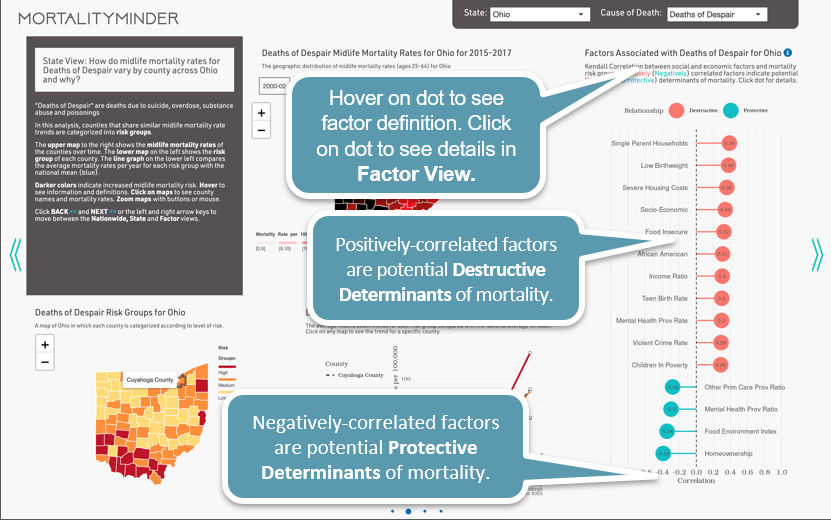 MORTALITYMINDER
State: Ohio
Cause of Death: Deaths of Despair
State View: How do midlife mortality rates for
Deaths of Despair vary by county across Ohio
and why?
"Deaths of Despair" are deaths due to suicide, overdose, substance
abuse and poisonings
In this analysis, counties that share similar midlife mortality rate
trends are categorized into risk groups.
The upper map to the right shows the midlife mortality rates of
the counties over time. The lower map on the left shows the risk
group of each county. The line graph on the lower left compares
the average mortality rates per year for each risk group with the
national mean (blue).
Darker colors indicate increased midlife mortality risk. Hover to
see information and definitions. Click on maps to see county
names and mortality rates. Zoom maps with buttons or mouse.
Click BACK << and NEXT >> or the left and right arrow keys to
move between the Nationwide, State and Factor views.
Deaths of Despair Midlife Mortality Rates for Ohio for 2015-2017
The geographic distribution of midlife mortality rates (ages 25-64) for Ohio
2000-02
+
−
Mortality Rate per 100
[0,5] [5,10]
Hover on dot to see
factor definition. Click
on dot to see details in
Factor View.
Positively-correlated factors
are potential Destructive
Determinants of mortality.
Negatively-correlated factors
are potential Protective
Determinants of mortality.
Factors Associated with Deaths of Despair for Ohio i
Kendall Correlation between social and economic factors and mortality
risk (Negatively) correlated factors indicate potential
(Protective) determinants of mortality. Click dot for details.
Relationship Destructive Protective
Single Parent Households
Low Birthweight
Severe Housing Costs
Socio-Economic
Food Insecure
African American
Income Ratio 0.3
Teen Birth Rate 0.3
Mental Health Prov Rate 0.3
Violent Crime Rate
Children In Poverty
Other Prim Care Prov Ratio
Mental Health Prov Ratio
Food Environment Index
Homeownership
-0.4 -0.2 0.0 0.2 0.4 0.6 0.8 1.0
Correlation
Deaths of Despair Risk Groups for Ohio
A map of Ohio in which each county is categorized according to level of risk.
+
−
Cuyahoga County
Risk
Groups:
High
Medium
Click on any map to see the trend for a specific county.
County
Cuyahoga County
per 100,000
100